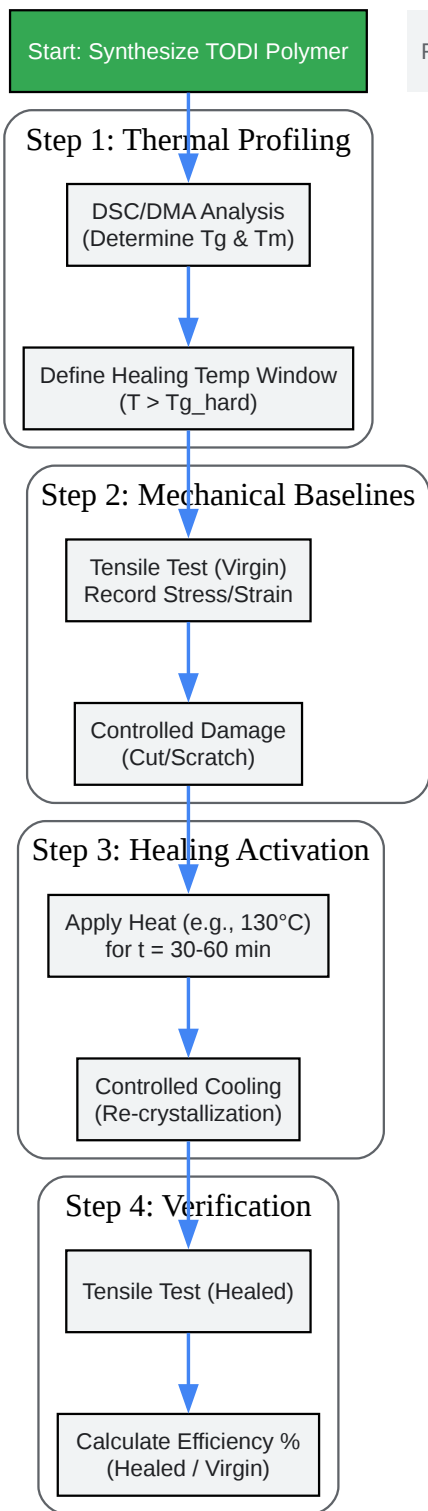 Start: Synthesize TODI Polymer
Step 1: Thermal Profiling
DSC/DMA Analysis
(Determine Tg & Tm)
Define Healing Temp Window
(T > Tg_hard)
Step 2: Mechanical Baselines
Tensile Test (Virgin)
Record Stress/Strain
Controlled Damage
(Cut/Scratch)
Step 3: Healing Activation
Apply Heat (e.g., 130°C)
for t = 30-60 min
Controlled Cooling
(Re-crystallization)
Step 4: Verification
Tensile Test (Healed)
Calculate Efficiency %
(Healed / Virgin)